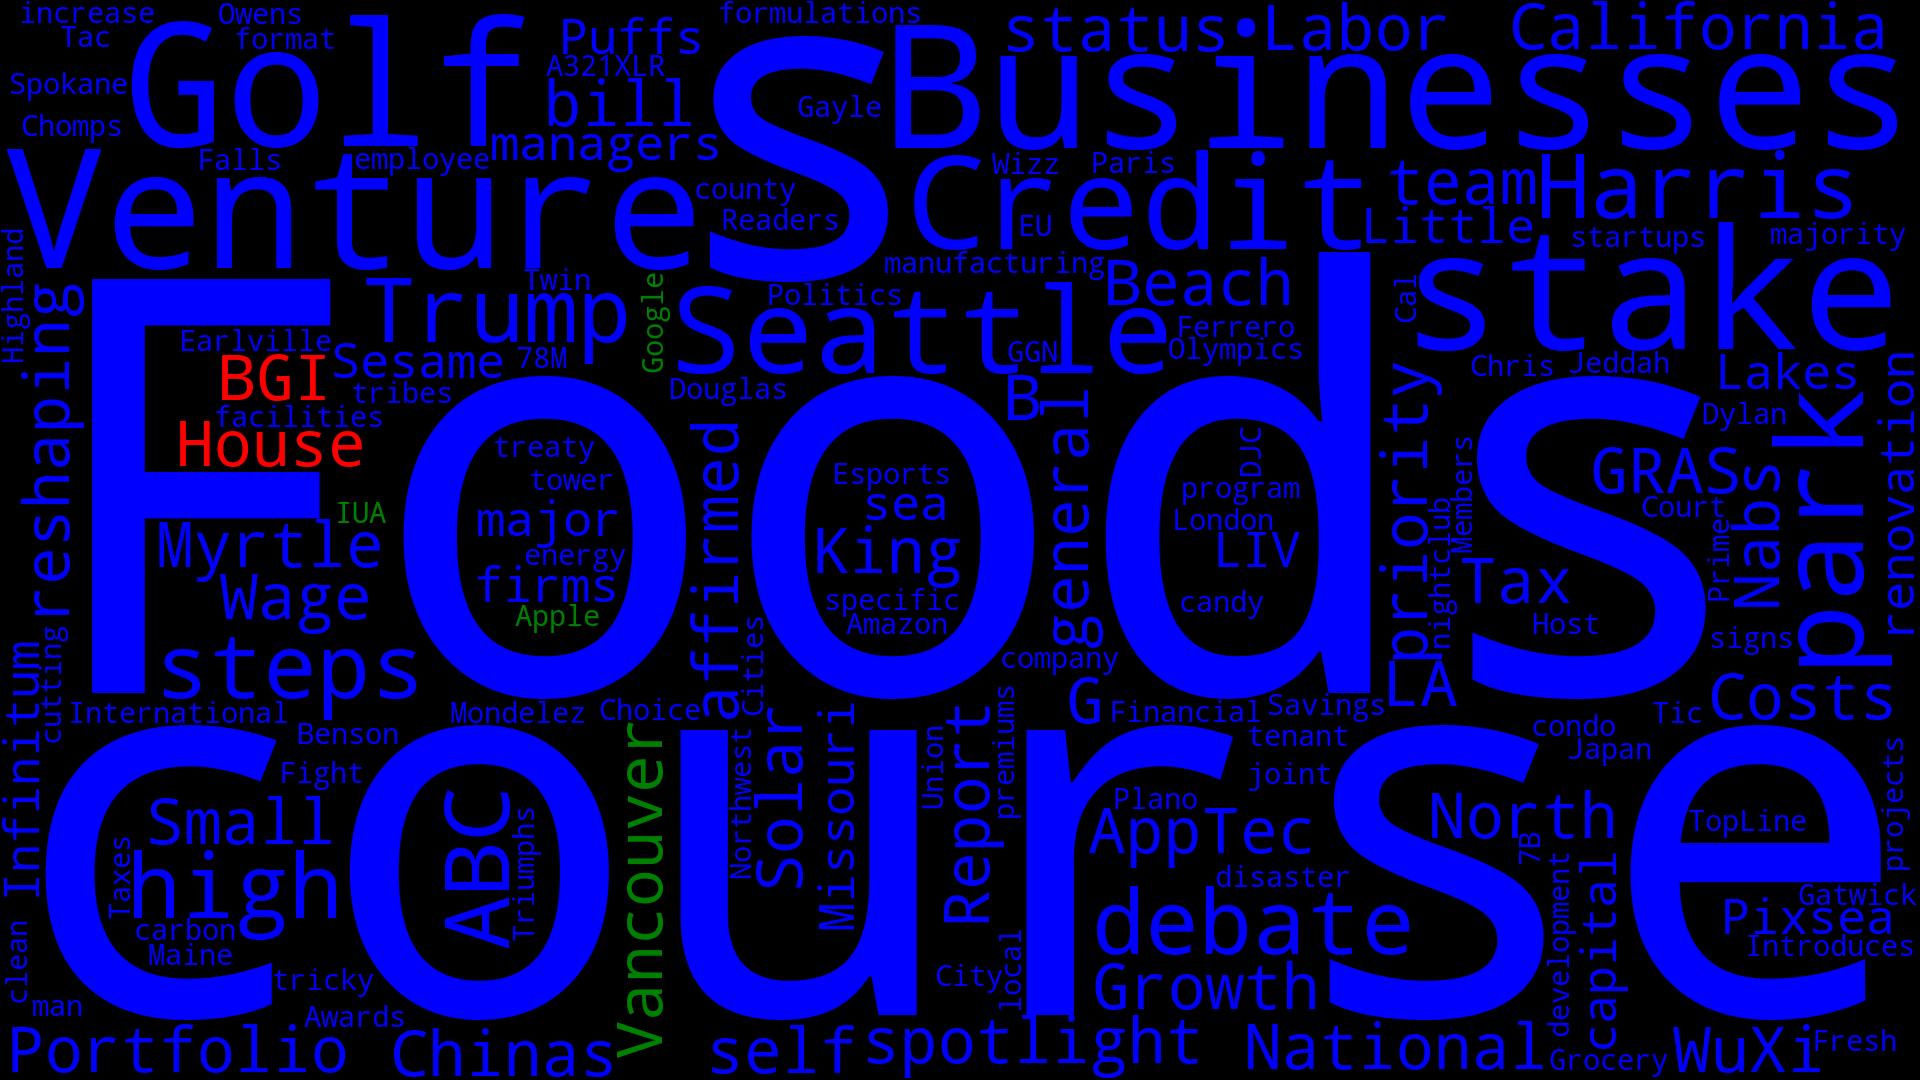 increase Owens formulations
Golf Puffs s Businesses status• Labor California
Tac format
A321XLR
Spokane bill Gayle
Chomps managers
Venture Falls employee county Credit Wizz Paris team Harris
Readers EU Little startups majority
Highland reshaping Trump Twin Google Seattle Politics manufacturing Beach Cal stake
Foods
Earlville Sesame 78M GGN Ferrero
Olympics
BGI tribes Douglas B Chris Jeddah Lakes
facilities Dylan
House treaty affirmed Esports general DJC priority Members GRAS Nabs park renovation
tower sea program Court
IUA major King London nightclub Primer
Myrtle energy LIV Tax
Wage firms specific candy
Apple Amazon Host signs
steps Cities company
Infinitum cutting International Mondelez Choice G Financial Savings LA Tic Costs
course
Benson Vancouver Northwest Solar Missouri Union Report premiums tenant condo Japan projects
Fight joint
Small ABC Triumphs Plano North TopLine
Taxes high AppTec 7B
carbon disaster Gatwick
Maine debate development capital Pixsea
clean tricky City local Growth Introduces
man Awards
Portfolio Chinas self spotlight National Grocery WuXi Fresh